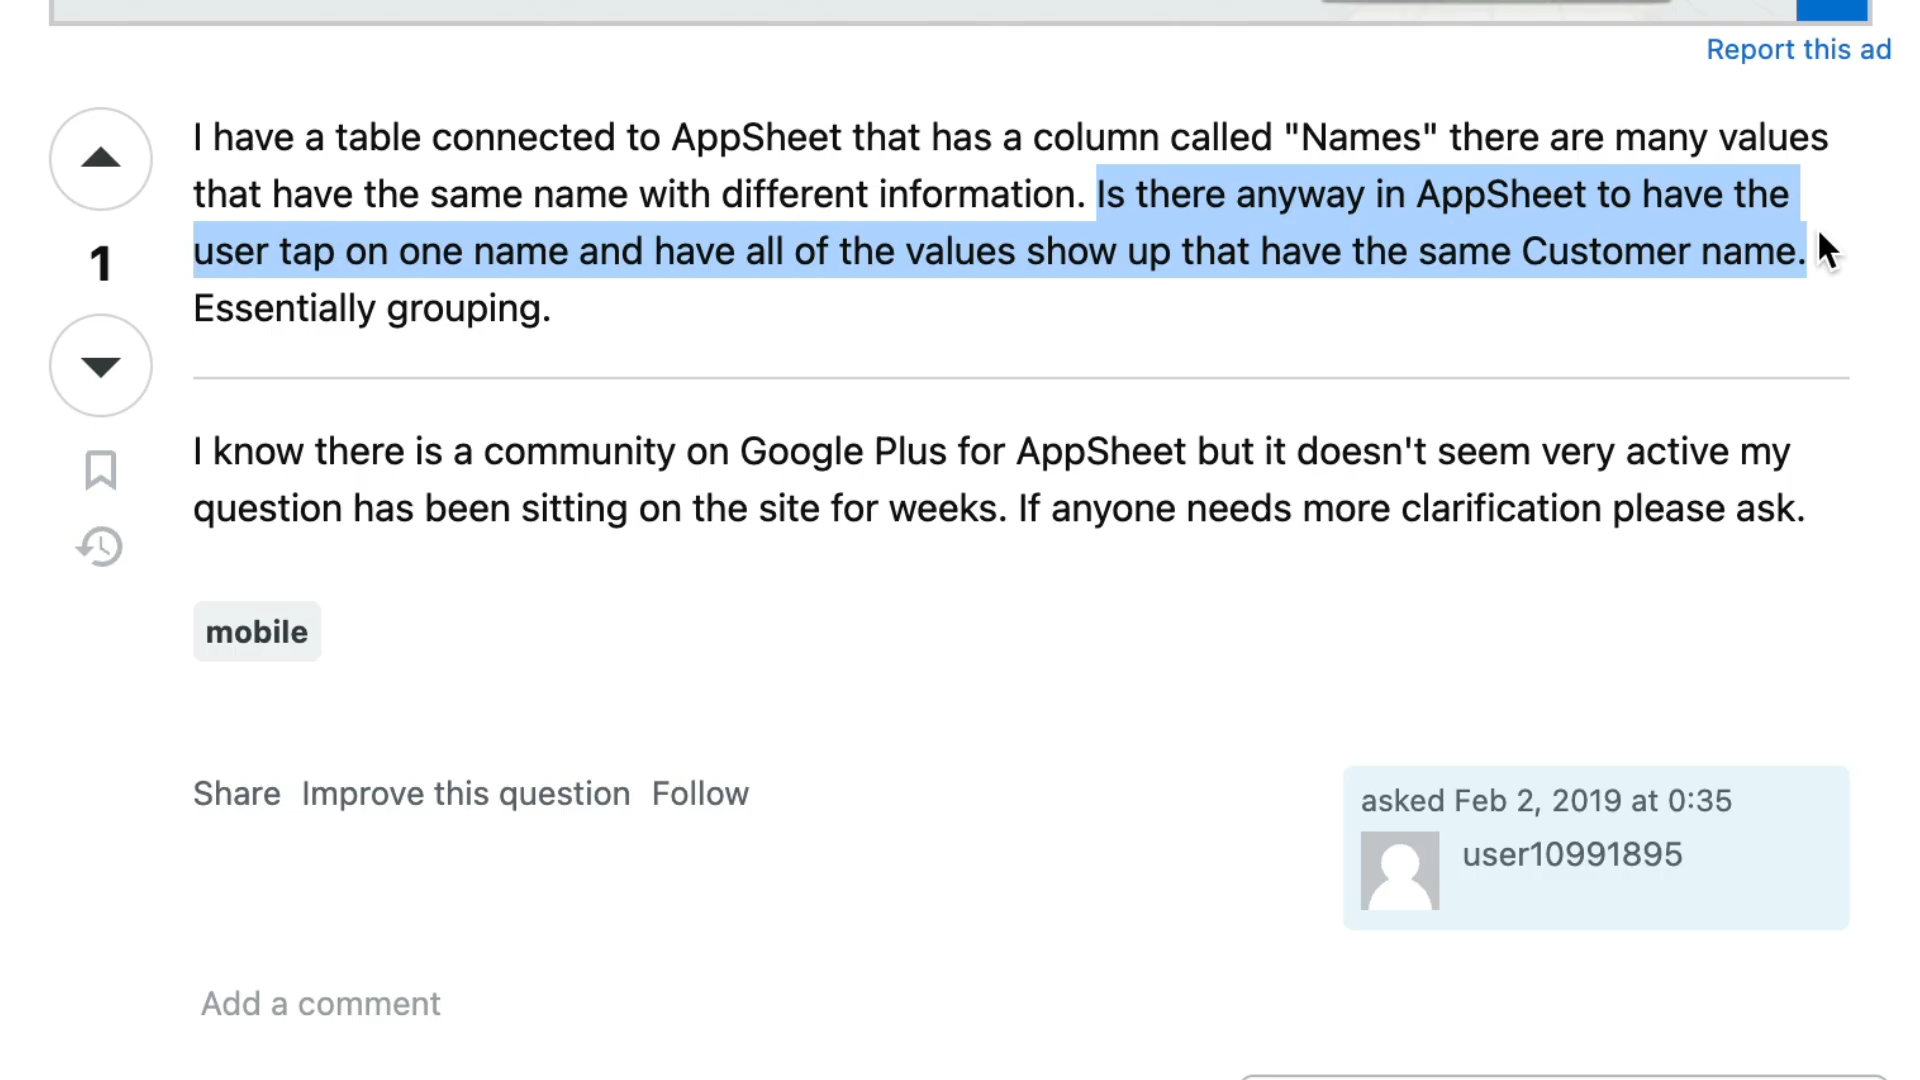 Report this ad
I have a table connected to AppSheet that has a column called "Names" there are many values
that have the same name with different information. Is there anyway in AppSheet to have the
user tap on one name and have all of the values show up that have the same Customer name.
Essentially grouping.
1
I know there is a community on Google Plus for AppSheet but it doesn't seem very active my
question has been sitting on the site for weeks. If anyone needs more clarification please ask.
mobile
Share Improve this question Follow
asked Feb 2, 2019 at 0:35
user10991895
Add a comment